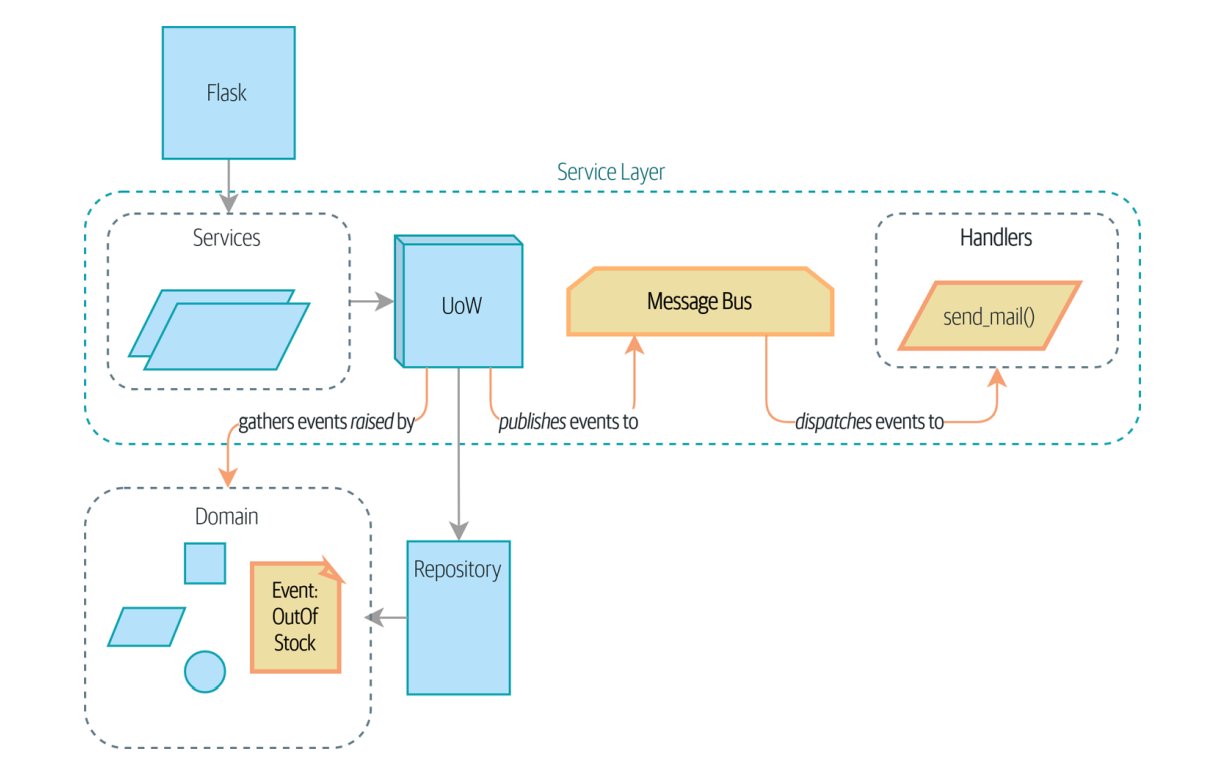 Flask
Service Layer
Services
UoW
Message Bus
Handlers
send_mail()
gathers events raised by
publishes events to
dispatches events to
Domain
Event:
OutOf
Stock
Repository